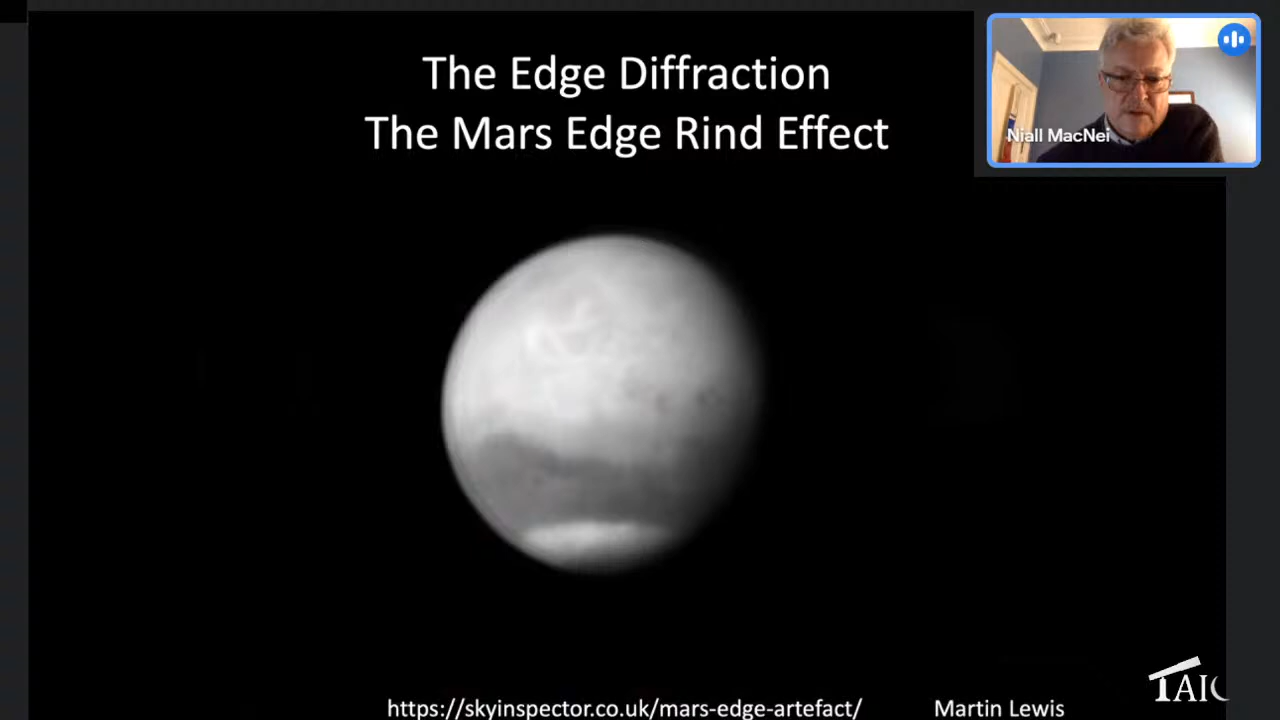 The Edge Diffraction
The Mars Edge Rind Effect
Niall MacNei
https://skyinspector.co.uk/mars-edge-artefact/
Martin Lewis
TAIC